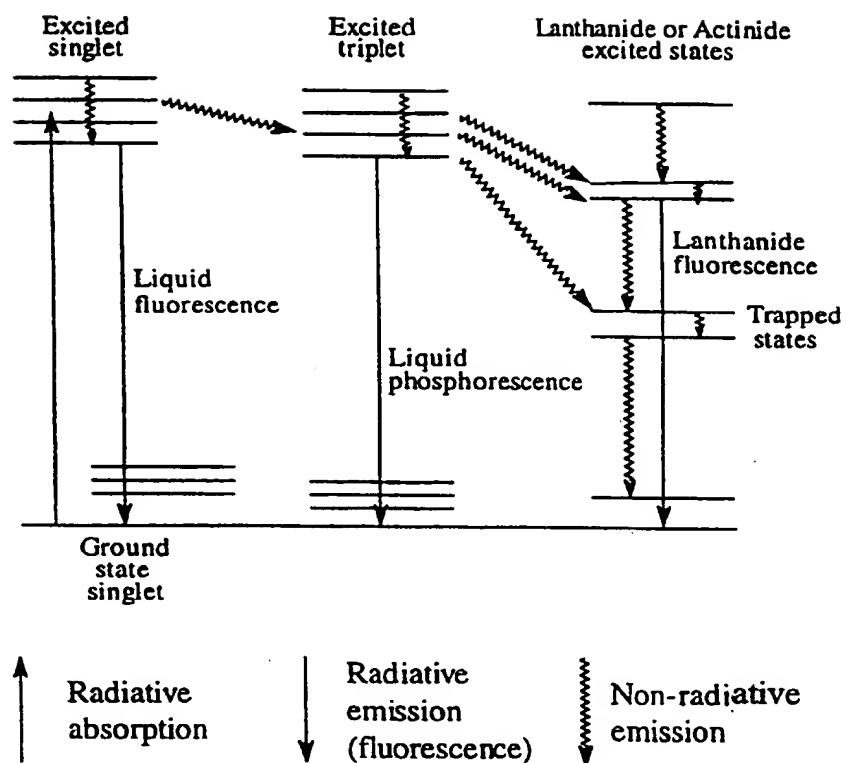 Excited
singlet
Excited
triplet
Lanthanide or Actinide
excited states
Liquid
fluorescence
Liquid
phosphorescence
Lanthanide
fluorescence
Trapped
states
Ground
state
singlet
Radiative
absorption
Radiative
emission
(fluorescence)
Non-radiative
emission